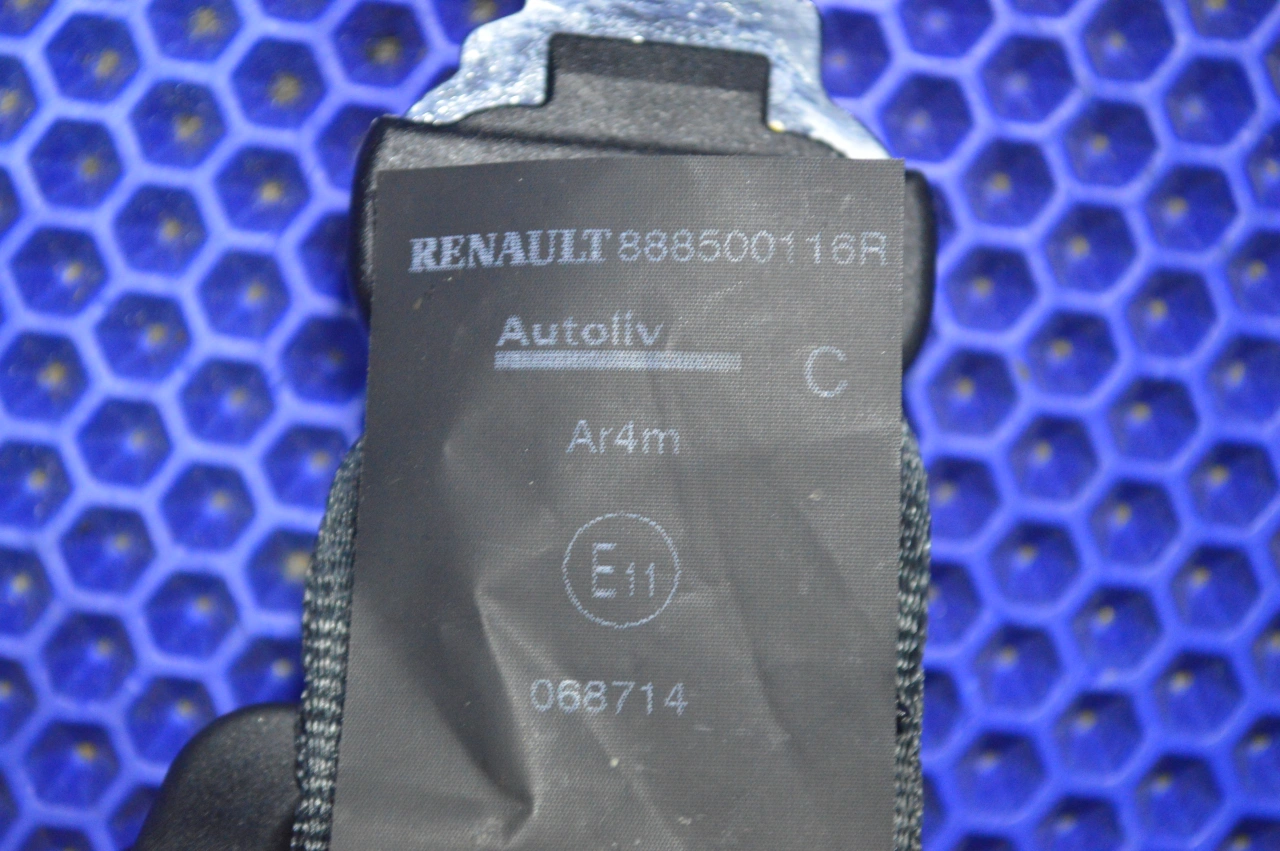 RENAULT 888500116R
Autoliv
C
Ar4m
E11
068714